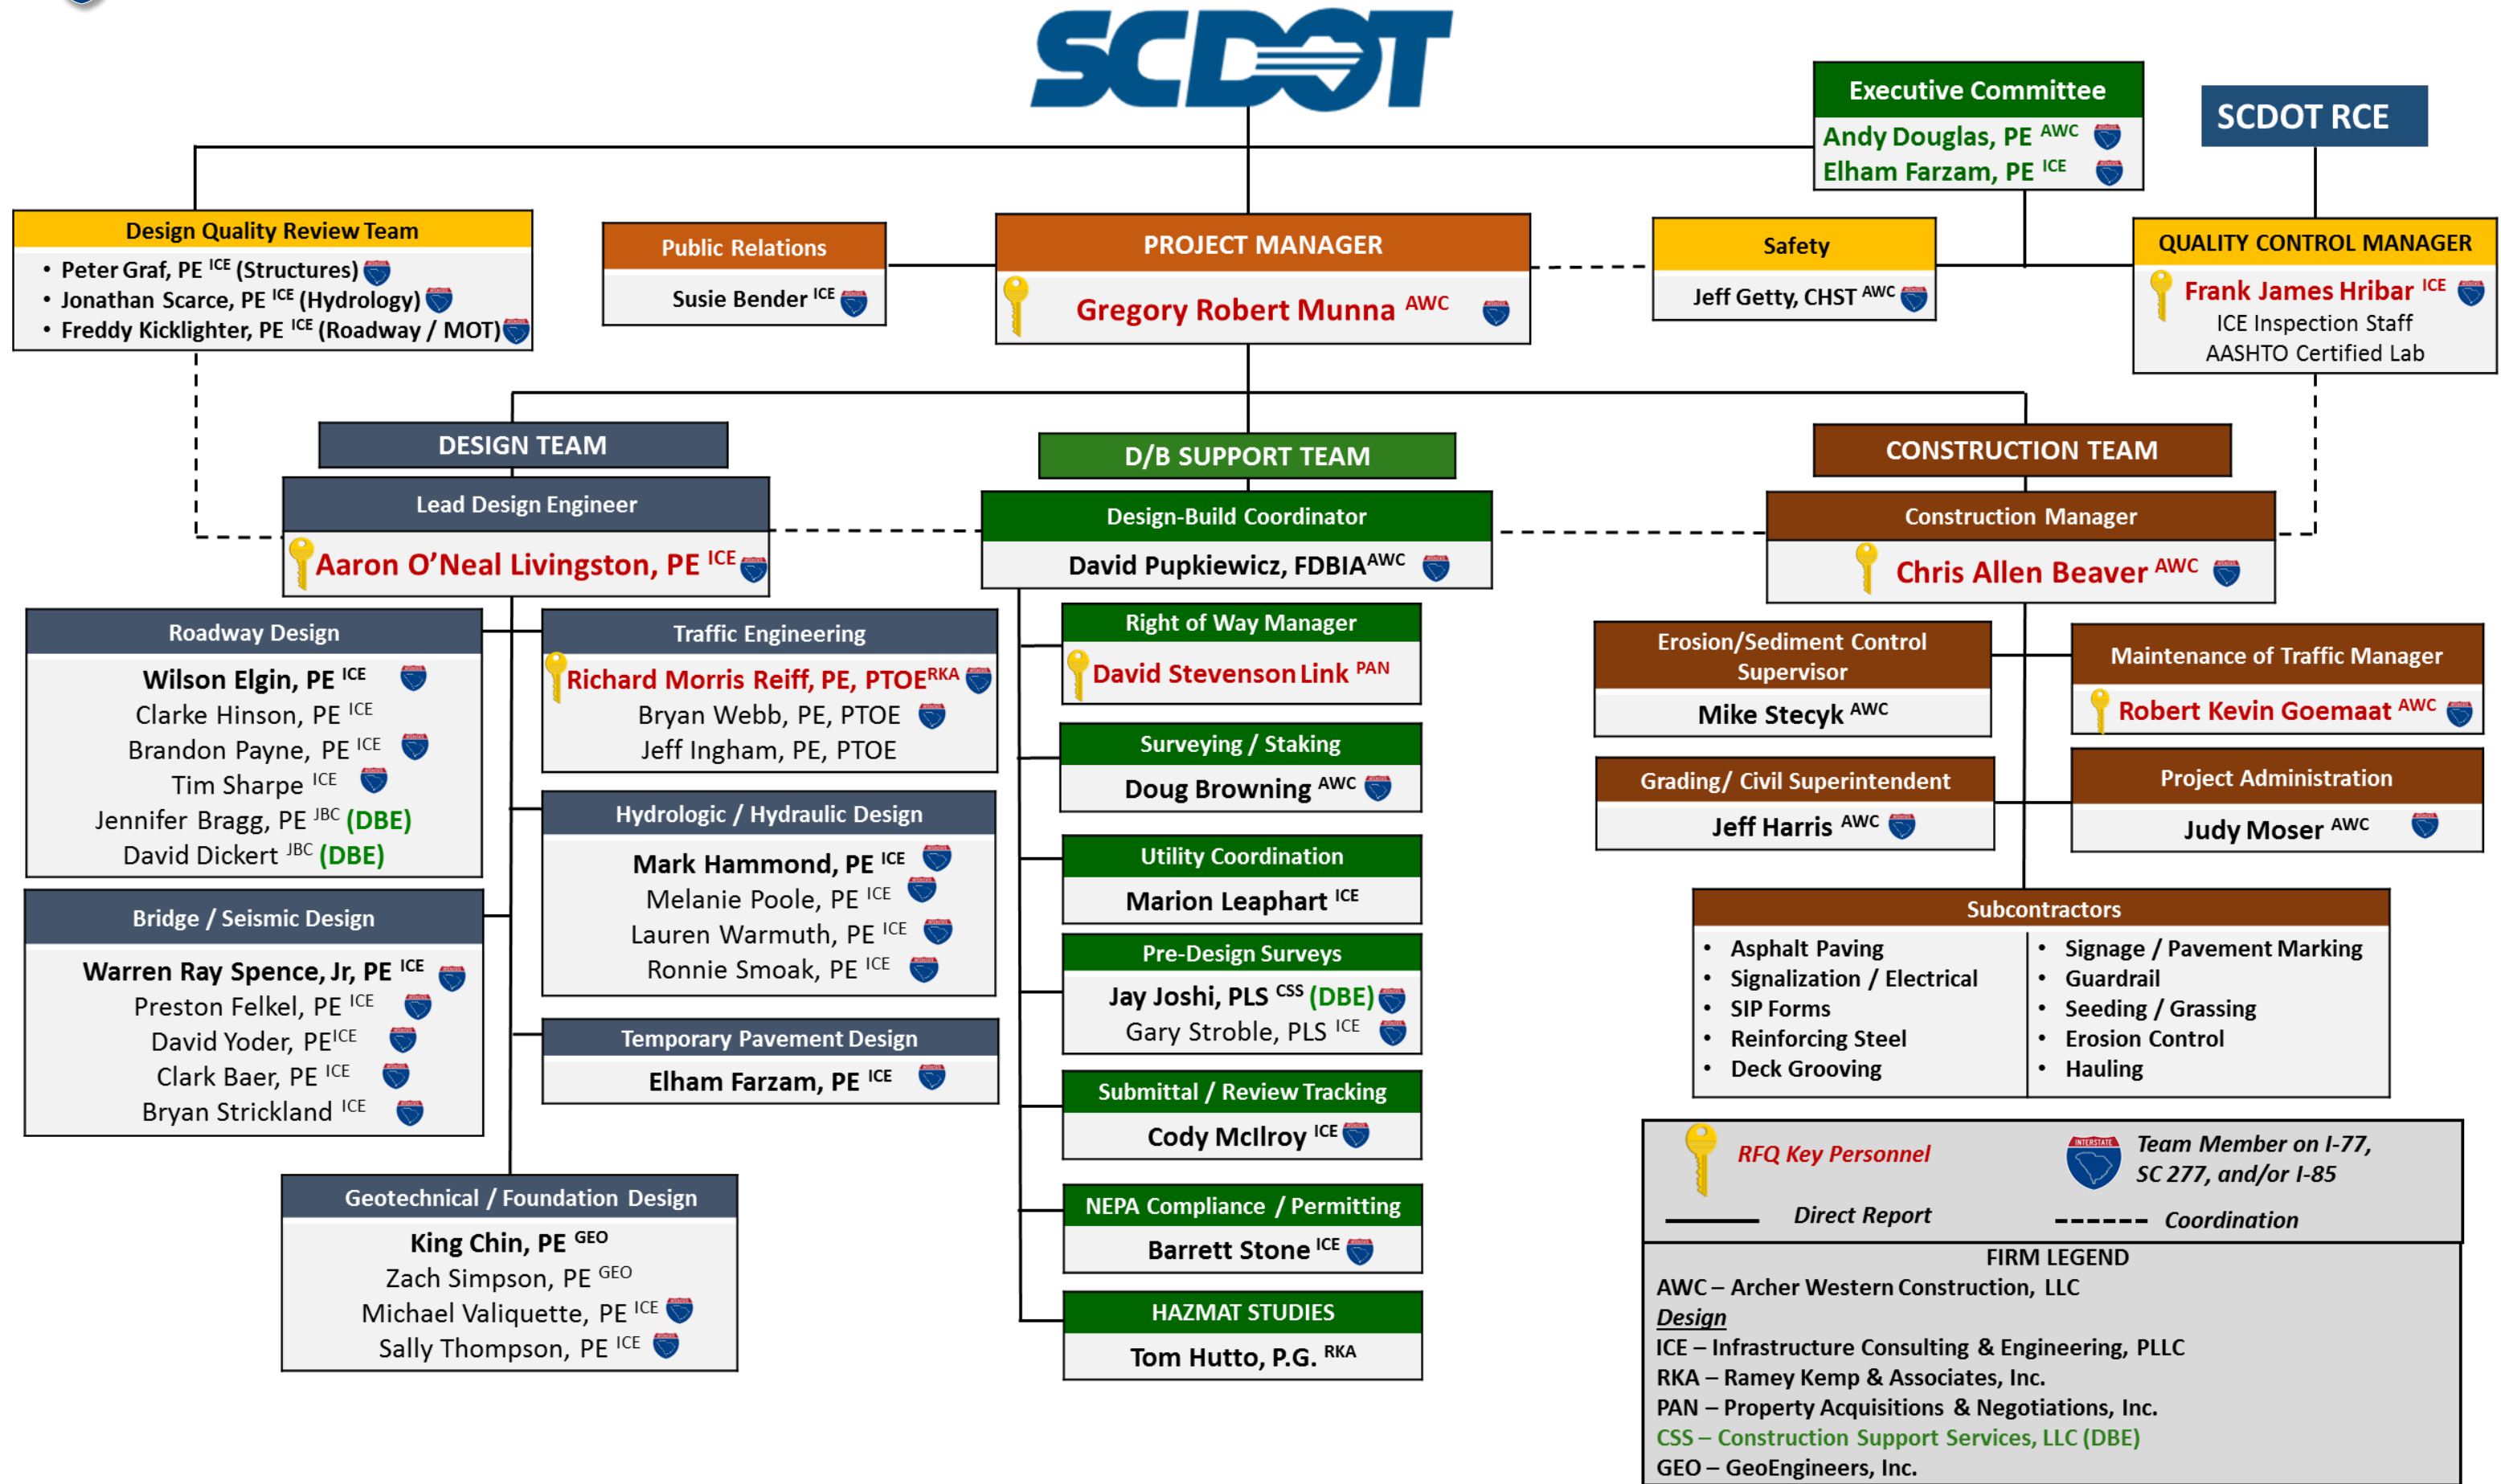 SCDOT
Executive Committee
Andy Douglas, PE AWC
Elham Farzam, PE ICE
SCDOT RCE
Design Quality Review Team
• Peter Graf, PE ICE (Structures)
• Jonathan Scarce, PE ICE (Hydrology)
• Freddy Kicklighter, PE ICE (Roadway / MOT)
Public Relations
Susie Bender ICE
PROJECT MANAGER
Gregory Robert Munna AWC
Safety
Jeff Getty, CHST AWC
QUALITY CONTROL MANAGER
Frank James Hribar ICE
ICE Inspection Staff
AASHTO Certified Lab
DESIGN TEAM
Lead Design Engineer
Aaron O’Neal Livingston, PE ICE
D/B SUPPORT TEAM
Design-Build Coordinator
David Pupkiewicz, FDBIA AWC
CONSTRUCTION TEAM
Construction Manager
Chris Allen Beaver AWC
Roadway Design
Wilson Elgin, PE ICE
Clarke Hinson, PE ICE
Brandon Payne, PE ICE
Tim Sharpe ICE
Jennifer Bragg, PE JBC (DBE)
David Dickert JBC (DBE)
Bridge / Seismic Design
Warren Ray Spence, Jr, PE ICE
Preston Felkel, PE ICE
David Yoder, PE ICE
Clark Baer, PE ICE
Bryan Strickland ICE
Traffic Engineering
Richard Morris Reiff, PE, PTOE RKA
Bryan Webb, PE, PTOE
Jeff Ingham, PE, PTOE
Hydrologic / Hydraulic Design
Mark Hammond, PE ICE
Melanie Poole, PE ICE
Lauren Warmuth, PE ICE
Ronnie Smoak, PE ICE
Temporary Pavement Design
Elham Farzam, PE ICE
Geotechnical / Foundation Design
King Chin, PE GEO
Zach Simpson, PE GEO
Michael Valiquette, PE ICE
Sally Thompson, PE ICE
Right of Way Manager
David Stevenson Link PAN
Surveying / Staking
Doug Browning AWC
Utility Coordination
Marion Leaphart ICE
Pre-Design Surveys
Jay Joshi, PLS CSS (DBE)
Gary Stroble, PLS ICE
Submittal / Review Tracking
Cody McIlroy ICE
NEPA Compliance / Permitting
Barrett Stone ICE
HAZMAT STUDIES
Tom Hutto, P.G. RKA
Erosion/Sediment Control
Supervisor
Mike Stecyk AWC
Maintenance of Traffic Manager
Robert Kevin Goemaat AWC
Grading/ Civil Superintendent
Jeff Harris AWC
Project Administration
Judy Moser AWC
Subcontractors
• Asphalt Paving
• Signalization / Electrical
• SIP Forms
• Reinforcing Steel
• Deck Grooving
• Signage / Pavement Marking
• Guardrail
• Seeding / Grassing
• Erosion Control
• Hauling
RFQ Key Personnel
INTERSTATE
Team Member on I-77,
SC 277, and/or I-85
Direct Report
Coordination
FIRM LEGEND
AWC – Archer Western Construction, LLC
Design
ICE – Infrastructure Consulting & Engineering, PLLC
RKA – Ramey Kemp & Associates, Inc.
PAN – Property Acquisitions & Negotiations, Inc.
CSS – Construction Support Services, LLC (DBE)
GEO – GeoEngineers, Inc.